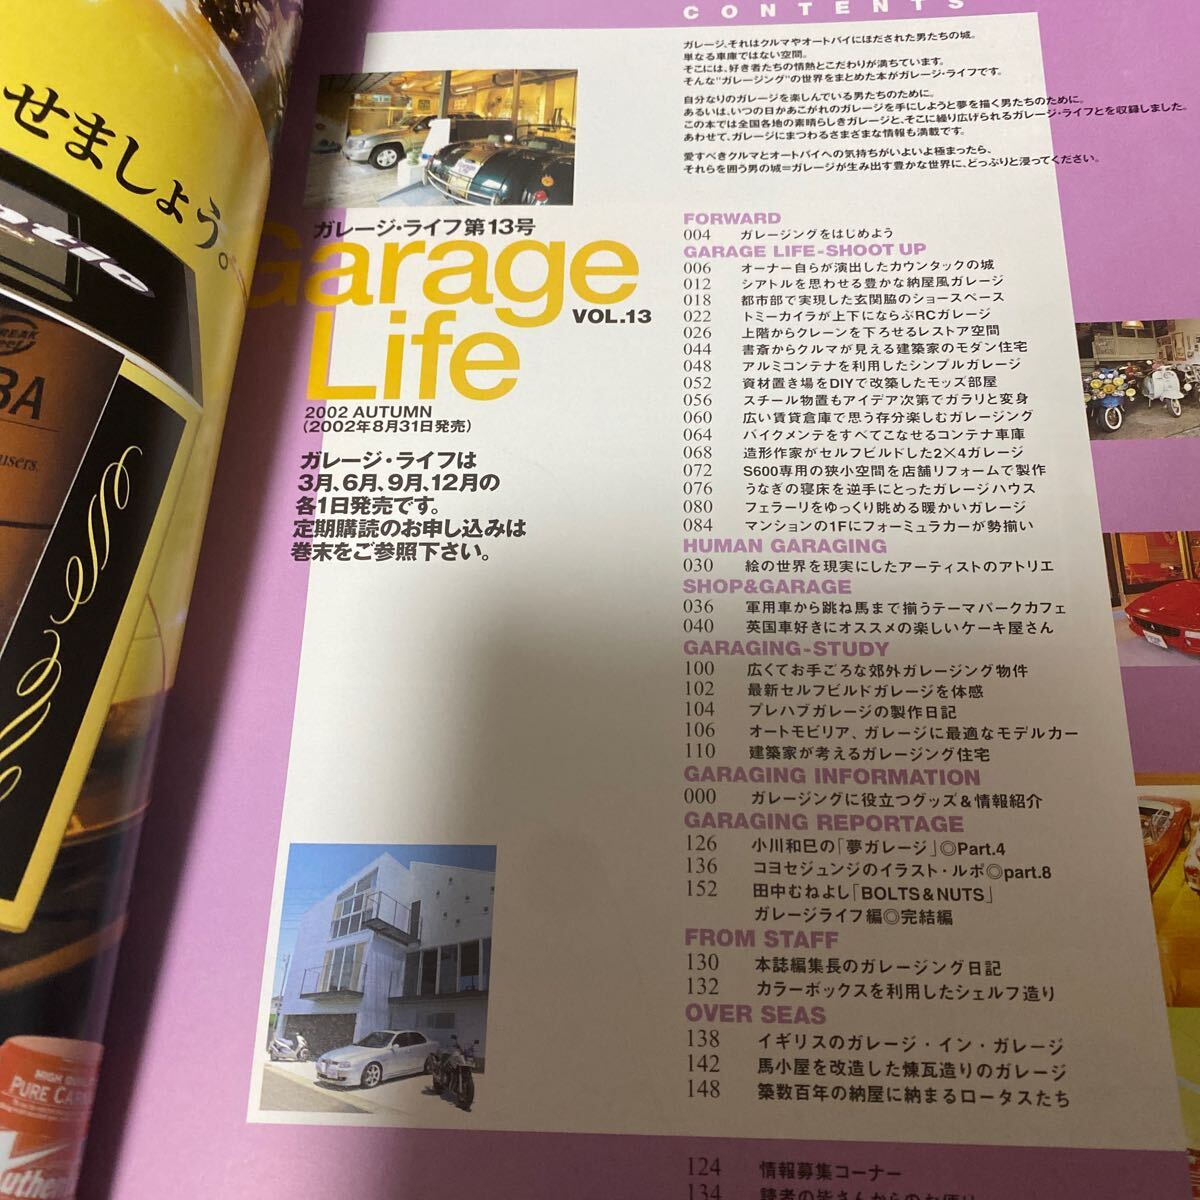 せましょう。
BA
users.
HIGH
PURE CAR
Authen
CONTENTS
ガレージ、それはクルマやオートバイにほだされた男たちの城。
単なる車庫ではない空間。
そこには、好き者たちの情熱とこだわりが満ちています。
そんな"ガレージング"の世界をまとめた本がガレージ・ライフです。
自分なりのガレージを楽しんでいる男たちのために。
あるいは、いつの日かあこがれのガレージを手にしようと夢を描く男たちのために。
この本では全国各地の素晴らしきガレージと、そこに繰り広げられるガレージ・ライフとを収録しました。
あわせて、ガレージにまつわるさまざまな情報も満載です。
愛すべきクルマとオートバイへの気持ちがいよいよ極まったら、
それらを囲う男の城=ガレージが生み出す豊かな世界に、どっぷりと浸ってください。
ガレージ・ライフ第13号
Garage
Life
VOL.13
2002 AUTUMN
(2002年8月31日発売)
ガレージ・ライフは
3月、6月、9月、12月の
各1日発売です。
定期購読のお申し込みは
巻末をご参照下さい。
FORWARD
004 ガレージングをはじめよう
GARAGE LIFE-SHOOT UP
006 オーナー自らが演出したカウンタックの城
012 シアトルを思わせる豊かな納屋風ガレージ
018 都市部で実現した玄関脇のショースペース
022 トミーカイラが上下にならぶRCガレージ
026 上階からクレーンを下ろせるレストア空間
044 書斎からクルマが見える建築家のモダン住宅
048 アルミコンテナを利用したシンプルガレージ
052 資材置き場をDIYで改築したモッズ部屋
056 スチール物置もアイデア次第でガラリと変身
060 広い賃貸倉庫で思う存分楽しむガレージング
064 バイクメンテをすべてこなせるコンテナ車庫
068 造形作家がセルフビルドした2×4ガレージ
072 S600専用の狭小空間を店舗リフォームで製作
076 うなぎの寝床を逆手にとったガレージハウス
080 フェラーリをゆっくり眺める暖かいガレージ
084 マンションの1Fにフォーミュラカーが勢揃い
HUMAN GARAGING
030 絵の世界を現実にしたアーティストのアトリエ
SHOP&GARAGE
036 軍用車から跳ね馬まで揃うテーマパークカフェ
040 英国車好きにオススメの楽しいケーキ屋さん
GARAGING-STUDY
100 広くてお手ごろな郊外ガレージング物件
102 最新セルフビルドガレージを体感
104 プレハブガレージの製作日記
106 オートモビリア、ガレージに最適なモデルカー
110 建築家が考えるガレージング住宅
GARAGING INFORMATION
000 ガレージングに役立つグッズ&情報紹介
GARAGING REPORTAGE
126 小川和巳の「夢ガレージ」◎Part.4
136 コヨセジュンジのイラスト・ルポ◎part.8
152 田中むねよし「BOLTS&NUTS」
ガレージライフ編◎完結編
FROM STAFF
130 本誌編集長のガレージング日記
132 カラーボックスを利用したシェルフ造り
OVER SEAS
138 イギリスのガレージ・イン・ガレージ
142 馬小屋を改造した煉瓦造りのガレージ
148 築数百年の納屋に納まるロータスたち
124 情報募集コーナー
134 読者の皆さんからのお便り